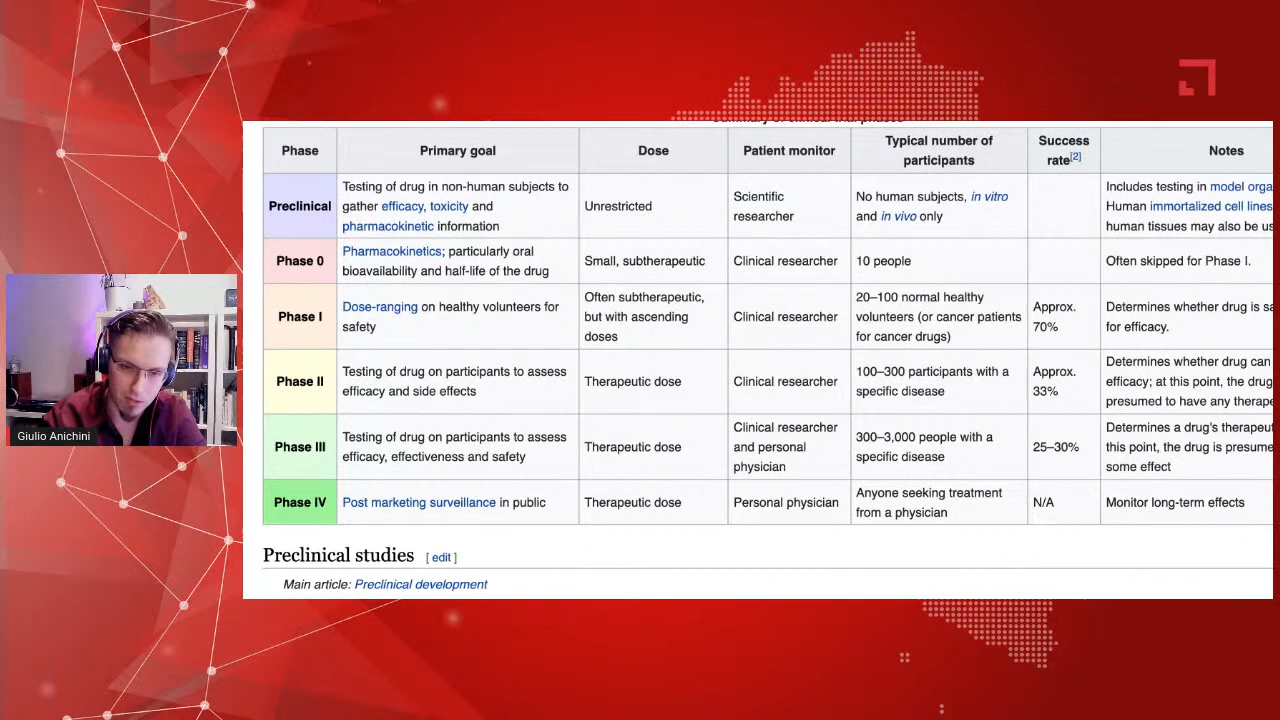 Phase
Primary goal
Dose
Patient monitor
Typical number of
participants
Success
rate[2]
Notes
Preclinical
Testing of drug in non-human subjects to
gather efficacy, toxicity and
pharmacokinetic information
Unrestricted
Scientific
researcher
No human subjects, in vitro
and in vivo only
Includes testing in model orga
Human immortalized cell lines
human tissues may also be us
Phase 0
Pharmacokinetics; particularly oral
bioavailability and half-life of the drug
Small, subtherapeutic
Clinical researcher
10 people
Often skipped for Phase I.
Phase I
Dose-ranging on healthy volunteers for
safety
Often subtherapeutic,
but with ascending
doses
Clinical researcher
20–100 normal healthy
volunteers (or cancer patients
for cancer drugs)
Approx.
70%
Determines whether drug is sa
for efficacy.
Phase II
Testing of drug on participants to assess
efficacy and side effects
Therapeutic dose
Clinical researcher
100–300 participants with a
specific disease
Approx.
33%
Determines whether drug can
efficacy; at this point, the drug
presumed to have any therape
Phase III
Testing of drug on participants to assess
efficacy, effectiveness and safety
Therapeutic dose
Clinical researcher
and personal
physician
300–3,000 people with a
specific disease
25–30%
Determines a drug's therapeut
this point, the drug is presume
some effect
Phase IV
Post marketing surveillance in public
Therapeutic dose
Personal physician
Anyone seeking treatment
from a physician
N/A
Monitor long-term effects
Preclinical studies [ edit ]
Main article: Preclinical development
Giulio Anichini